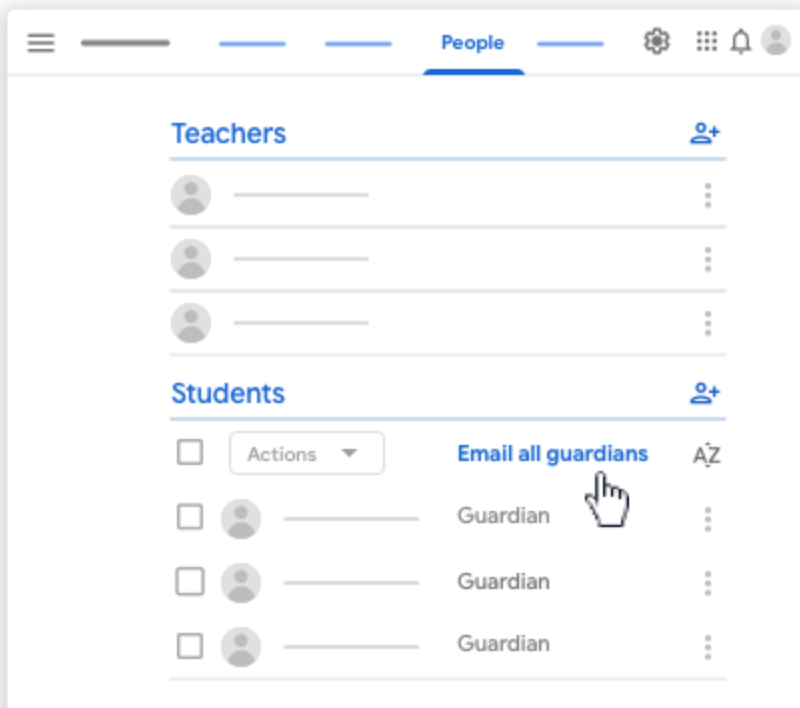 People
Teachers
Students
Actions
Email all guardians
AZ
Guardian
Guardian
Guardian